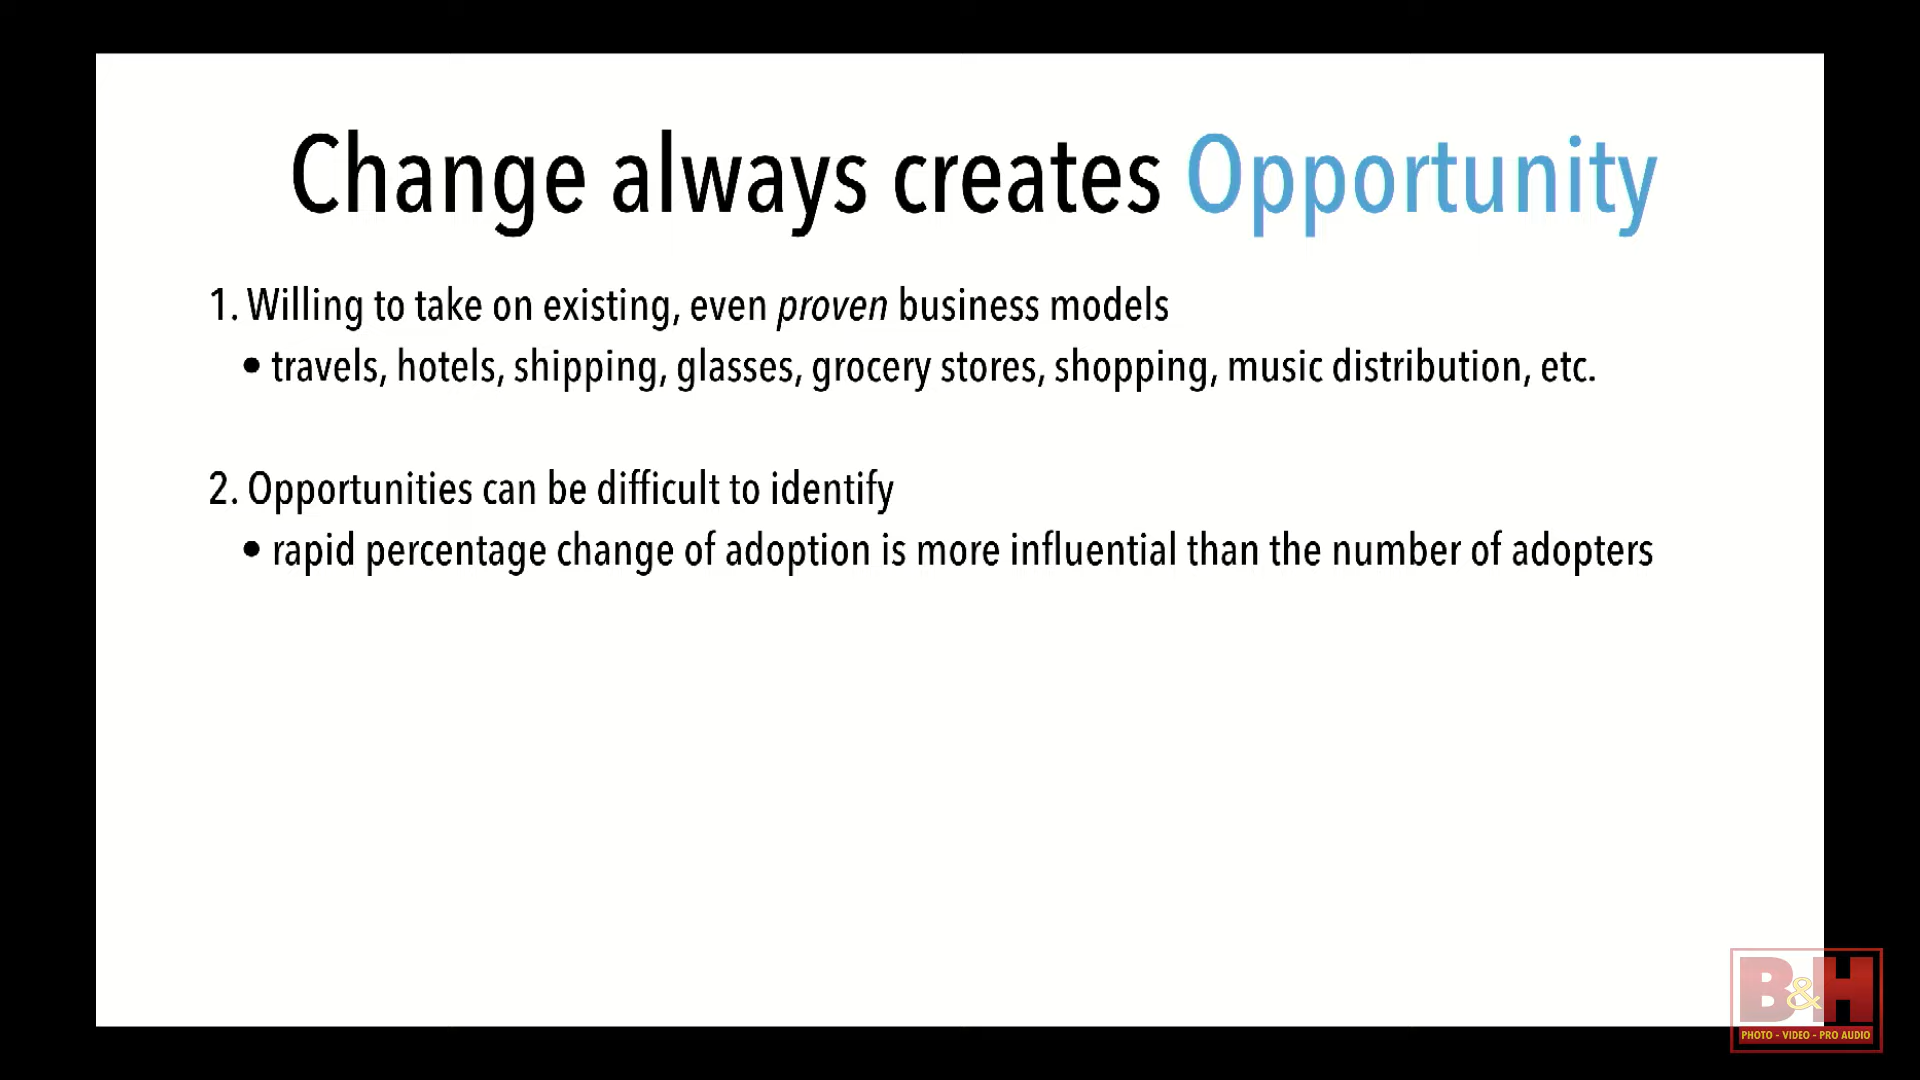 Change always creates Opportunity
1. Willing to take on existing, even proven business models
• travels, hotels, shipping, glasses, grocery stores, shopping, music distribution, etc.
2. Opportunities can be difficult to identify
• rapid percentage change of adoption is more influential than the number of adopters
B&H
PHOTO - VIDEO - PRO AUDIO